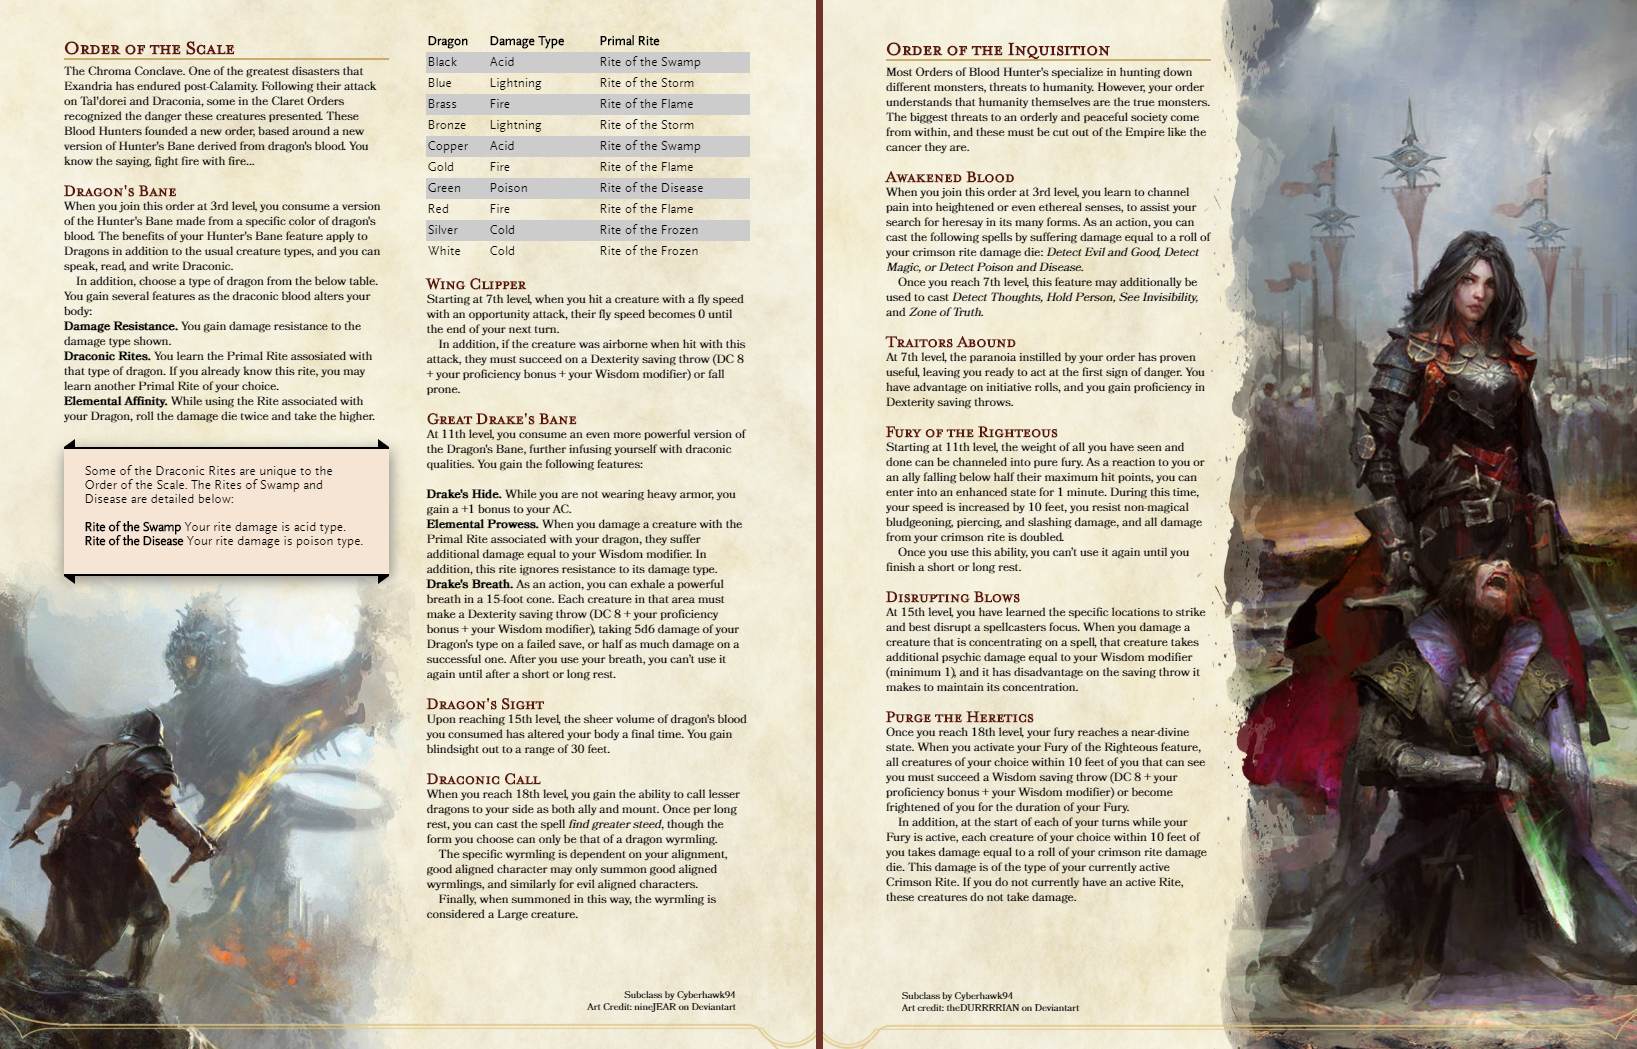 ORDER OF THE SCALE
The Chroma Conclave. One of the greatest disasters that
Exandria has endured post-Calamity. Following their attack
on Tal'dorei and Draconia, some in the Claret Orders
recognized the danger these creatures presented. These
Blood Hunters founded a new order, based around a new
version of Hunter's Bane derived from dragon's blood. You
know the saying, fight fire with fire...
DRAGON'S BANE
When you join this order at 3rd level, you consume a version
of the Hunter's Bane made from a specific color of dragon's
blood. The benefits of your Hunter's Bane feature apply to
Dragons in addition to the usual creature types, and you can
speak, read, and write Draconic.
In addition, choose a type of dragon from the below table.
You gain several features as the draconic blood alters your
body:
Damage Resistance. You gain damage resistance to the
damage type shown.
Draconic Rites. You learn the Primal Rite assosiated with
that type of dragon. If you already know this rite, you may
learn another Primal Rite of your choice.
Elemental Affinity. While using the Rite associated with
your Dragon, roll the damage die twice and take the higher.
Some of the Draconic Rites are unique to the
Order of the Scale. The Rites of Swamp and
Disease are detailed below:
Rite of the Swamp Your rite damage is acid type.
Rite of the Disease Your rite damage is poison type.
Dragon Damage Type Primal Rite
Black Acid Rite of the Swamp
Blue Lightning Rite of the Storm
Brass Fire Rite of the Flame
Bronze Lightning Rite of the Storm
Copper Acid Rite of the Swamp
Gold Fire Rite of the Flame
Green Poison Rite of the Disease
Red Fire Rite of the Flame
Silver Cold Rite of the Frozen
White Cold Rite of the Frozen
WING CLIPPER
Starting at 7th level, when you hit a creature with a fly speed
with an opportunity attack, their fly speed becomes 0 until
the end of your next turn.
In addition, if the creature was airborne when hit with this
attack, they must succeed on a Dexterity saving throw (DC 8
+ your proficiency bonus + your Wisdom modifier) or fall
prone.
GREAT DRAKE'S BANE
At 11th level, you consume an even more powerful version of
the Dragon's Bane, further infusing yourself with draconic
qualities. You gain the following features:
Drake's Hide. While you are not wearing heavy armor, you
gain a +1 bonus to your AC.
Elemental Prowess. When you damage a creature with the
Primal Rite associated with your dragon, they suffer
additional damage equal to your Wisdom modifier. In
addition, this rite ignores resistance to its damage type.
Drake's Breath. As an action, you can exhale a powerful
breath in a 15-foot cone. Each creature in that area must
make a Dexterity saving throw (DC 8 + your proficiency
bonus + your Wisdom modifier), taking 5d6 damage of your
Dragon's type on a failed save, or half as much damage on a
successful one. After you use your breath, you can't use it
again until after a short or long rest.
DRAGON'S SIGHT
Upon reaching 15th level, the sheer volume of dragon's blood
you consumed has altered your body a final time. You gain
blindsight out to a range of 30 feet.
DRACONIC CALL
When you reach 18th level, you gain the ability to call lesser
dragons to your side as both ally and mount. Once per long
rest, you can cast the spell find greater steed, though the
form you choose can only be that of a dragon wyrmling.
The specific wyrmling is dependent on your alignment,
good aligned character may only summon good aligned
wyrmlings, and similarly for evil aligned characters.
Finally, when summoned in this way, the wyrmling is
considered a Large creature.
Subclass by Cyberhawk94
Art Credit: nineJEAR on Deviantart
ORDER OF THE INQUISITION
Most Orders of Blood Hunter's specialize in hunting down
different monsters, threats to humanity. However, your order
understands that humanity themselves are the true monsters.
The biggest threats to an orderly and peaceful society come
from within, and these must be cut out of the Empire like the
cancer they are.
AWAKENED BLOOD
When you join this order at 3rd level, you learn to channel
pain into heightened or even ethereal senses, to assist your
search for heresay in its many forms. As an action, you can
cast the following spells by suffering damage equal to a roll of
your crimson rite damage die: Detect Evil and Good, Detect
Magic, or Detect Poison and Disease.
Once you reach 7th level, this feature may additionally be
used to cast Detect Thoughts, Hold Person, See Invisibility,
and Zone of Truth.
TRAITORS ABOUND
At 7th level, the paranoia instilled by your order has proven
useful, leaving you ready to act at the first sign of danger. You
have advantage on initiative rolls, and you gain proficiency in
Dexterity saving throws.
FURY OF THE RIGHTEOUS
Starting at 11th level, the weight of all you have seen and
done can be channeled into pure fury. As a reaction to you or
an ally falling below half their maximum hit points, you can
enter into an enhanced state for 1 minute. During this time,
your speed is increased by 10 feet, you resist non-magical
bludgeoning, piercing, and slashing damage, and all damage
from your crimson rite is doubled.
Once you use this ability, you can't use it again until you
finish a short or long rest.
DISRUPTING BLOWS
At 15th level, you have learned the specific locations to strike
and best disrupt a spellcasters focus. When you damage a
creature that is concentrating on a spell, that creature takes
additional psychic damage equal to your Wisdom modifier
(minimum 1), and it has disadvantage on the saving throw it
makes to maintain its concentration.
PURGE THE HERETICS
Once you reach 18th level, your fury reaches a near-divine
state. When you activate your Fury of the Righteous feature,
all creatures of your choice within 10 feet of you that can see
you must succeed a Wisdom saving throw (DC 8 + your
proficiency bonus + your Wisdom modifier) or become
frightened of you for the duration of your Fury.
In addition, at the start of each of your turns while your
Fury is active, each creature of your choice within 10 feet of
you takes damage equal to a roll of your crimson rite damage
die. This damage is of the type of your currently active
Crimson Rite. If you do not currently have an active Rite,
these creatures do not take damage.
Subclass by Cyberhawk94
Art credit: theDURRRRIAN on Deviantart